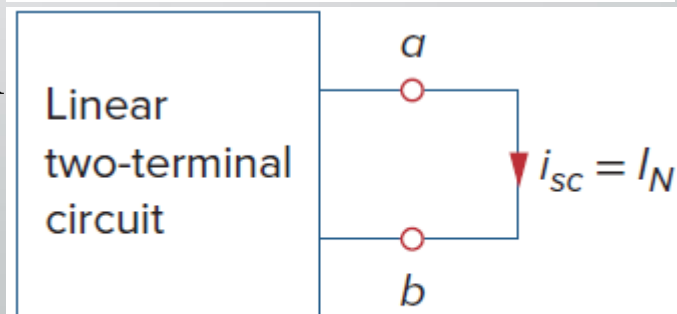 a
Linear
two-terminal
circuit
i_sc = I_N
b